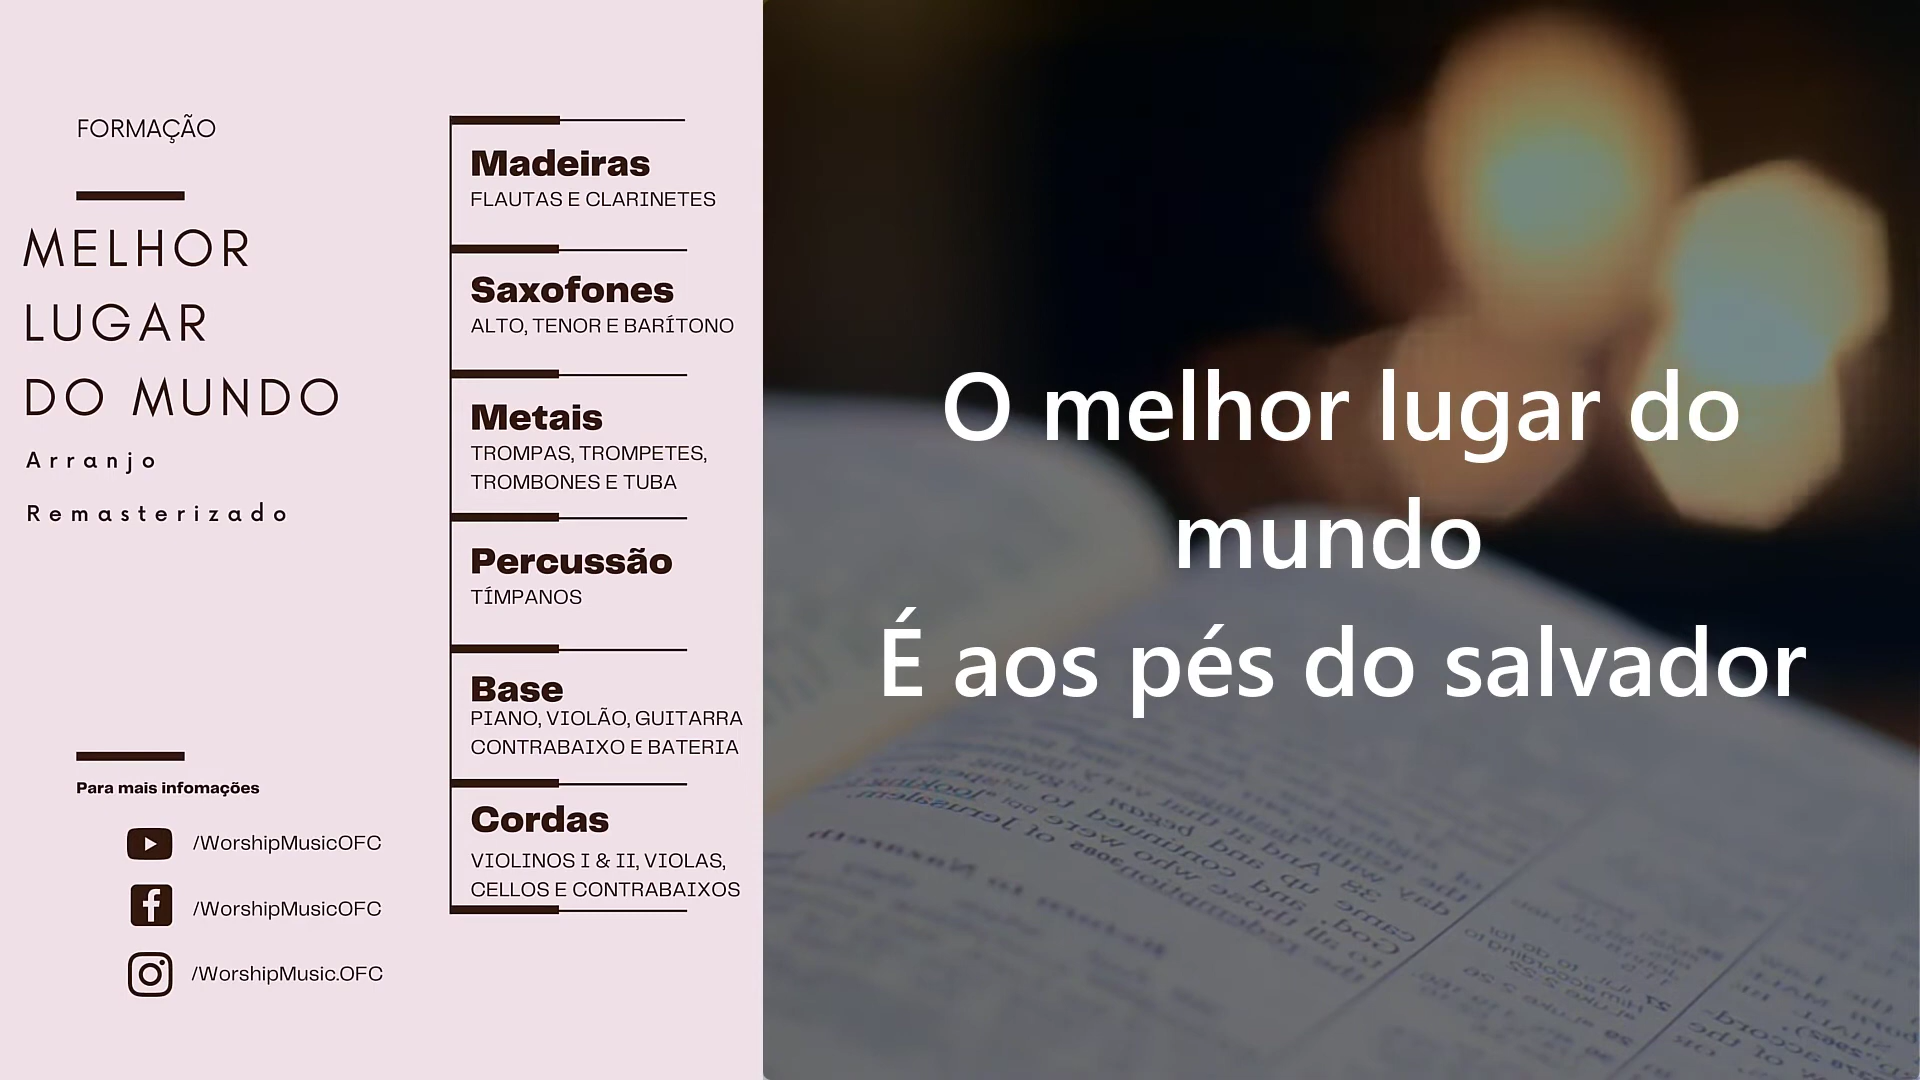 FORMAÇÃO
MELHOR
LUGAR
DO MUNDO
Arranjo
Remasterizado
Para mais infomações
/WorshipMusicOFC
/WorshipMusicOFC
/WorshipMusic.OFC
Madeiras
FLAUTAS E CLARINETES
Saxofones
ALTO, TENOR E BARÍTONO
Metais
TROMPAS, TROMPETES,
TROMBONES E TUBA
Percussão
TÍMPANOS
Base
PIANO, VIOLÃO, GUITARRA
CONTRABAIXO E BATERIA
Cordas
VIOLINOS I & II, VIOLAS,
CELLOS E CONTRABAIXOS
O melhor lugar do
mundo
É aos pés do salvador